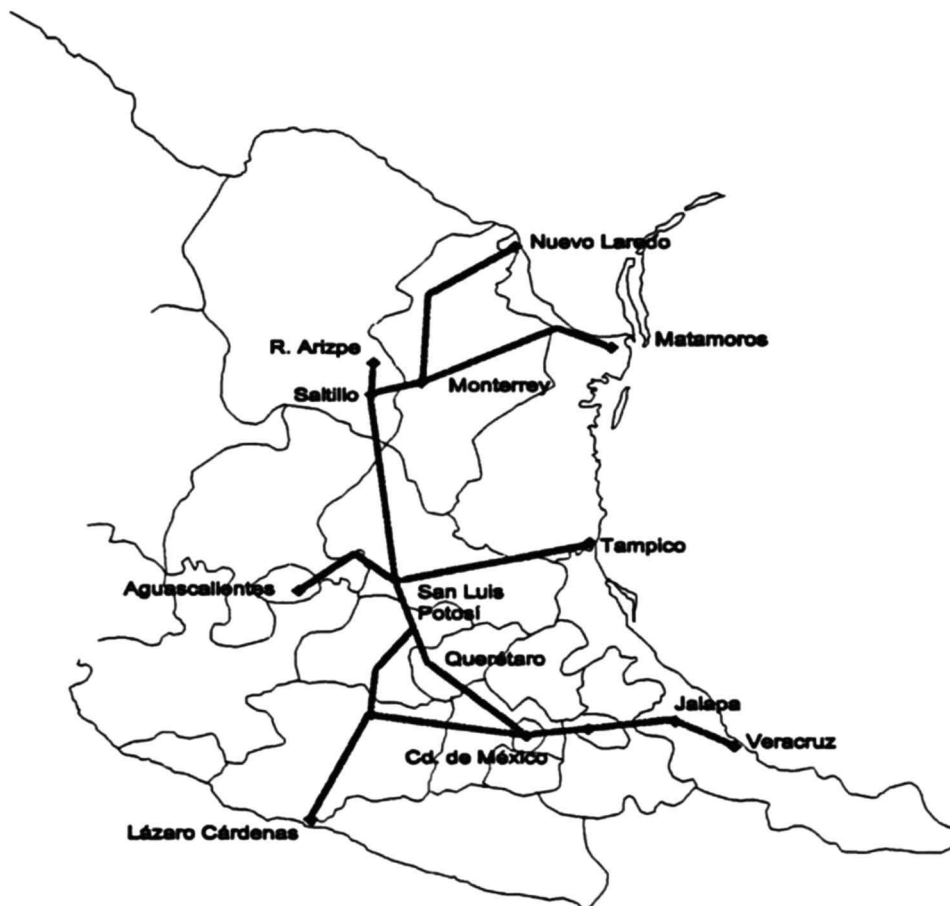 Nuevo Laredo
Matamoros
R. Arizpe
Saltillo
Monterrey
Tampico
Aguascalientes
San Luis
Potosí
Querétaro
Jalapa
Veracruz
Cd. de México
Lázaro Cárdenas